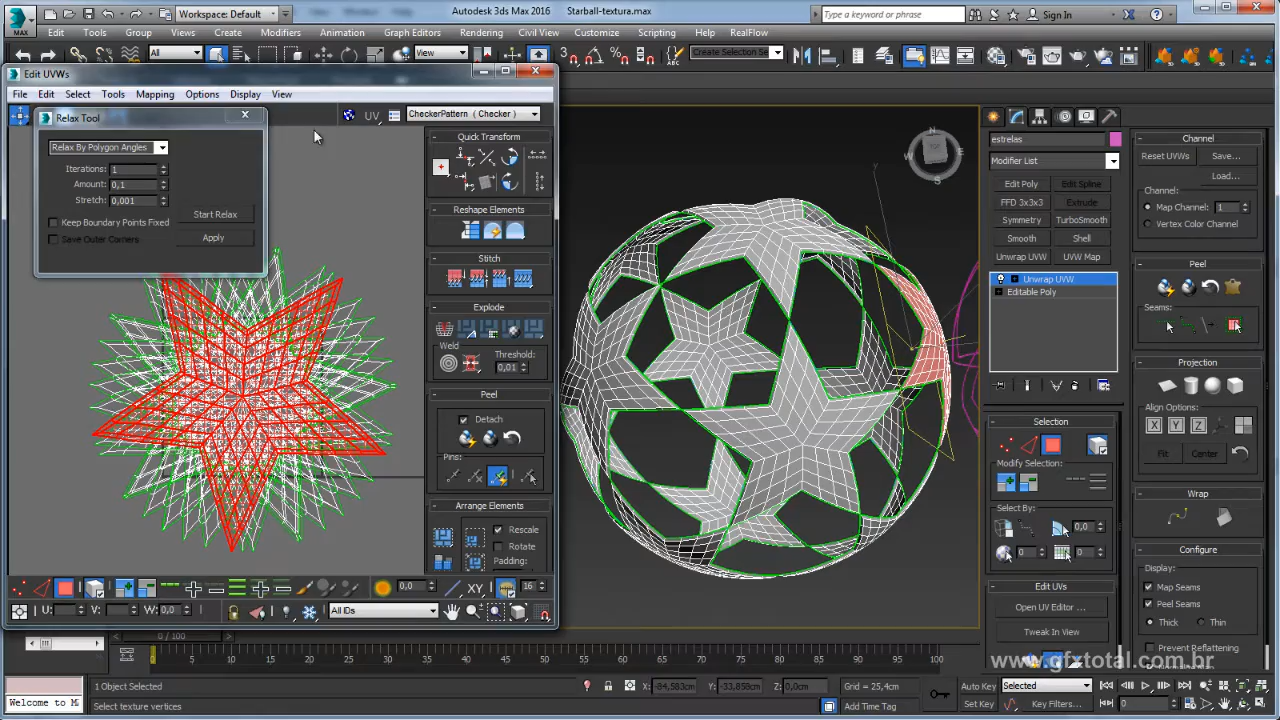 Workspace: Default
Autodesk 3ds Max 2016 Starball-textura.max
Type a keyword or phrase
Sign In
MAX
Edit Tools Group Views Create Modifiers Animation Graph Editors Rendering Civil View Customize Scripting Help RealFlow
All
View
Create Selection Se
Edit UVWs
File Edit Select Tools Mapping Options Display View
UV
CheckerPattern ( Checker )
Relax Tool
Relax By Polygon Angles
Iterations: 1
Amount: 0,1
Stretch: 0,001
Start Relax
Keep Boundary Points Fixed
Apply
Save Outer Corners
Quick Transform
Reshape Elements
Stitch
Explode
Weld
Threshold:
0,01
Peel
Detach
Pins:
Arrange Elements
Rescale
Rotate
Padding:
0,0
XY
16
U: V: W: 0,0
All IDs
N
W
E
S
estrelas
Modifier List
Edit Poly Edit Spline
FFD 3x3x3 Extrude
Symmetry TurboSmooth
Smooth Shell
Unwrap UVW UVW Map
Unwrap UVW
Editable Poly
Selection
Modify Selection:
Select By:
0,0
0
0
Edit UVs
Open UV Editor ...
Tweak In View
Channel
Reset UVWs Save...
Load...
Channel:
Map Channel: 1
Vertex Color Channel
Peel
Seams:
Projection
Align Options:
X Y Z
Fit Center
Wrap
Configure
Display:
Map Seams
Peel Seams
Thick Thin
Prevent Reflattening
www.gfxtotal.com.br
0 / 100
0 5 10 15 20 25 30 35 40 45 50 55 60 65 70 75 80 85 90 95 100
1 Object Selected
X: -84,583cm Y: -33,858cm Z: 0,0cm Grid = 25,4cm
Auto Key Selected
Welcome to M
Select texture vertices
Add Time Tag
Set Key Key Filters...
0